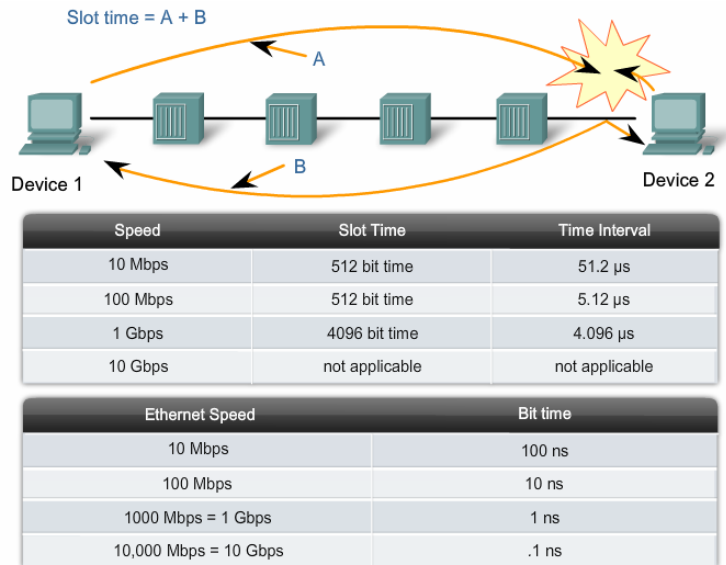 Slot time = A + B
A
B
Device 1
Device 2
Speed Slot Time Time Interval
10 Mbps 512 bit time 51.2 µs
100 Mbps 512 bit time 5.12 µs
1 Gbps 4096 bit time 4.096 µs
10 Gbps not applicable not applicable
Ethernet Speed Bit time
10 Mbps 100 ns
100 Mbps 10 ns
1000 Mbps = 1 Gbps 1 ns
10,000 Mbps = 10 Gbps .1 ns